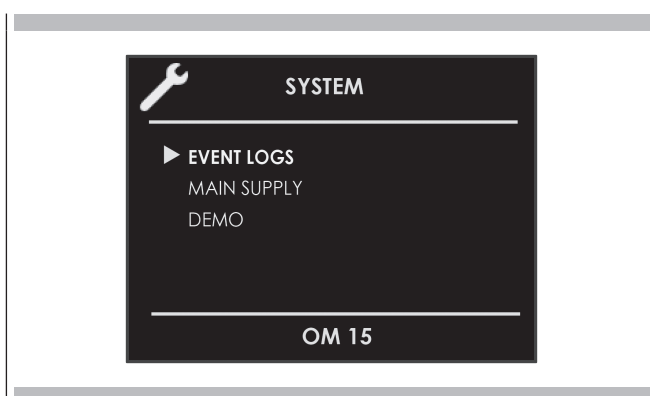 SYSTEM
EVENT LOGS
MAIN SUPPLY
DEMO
OM 15